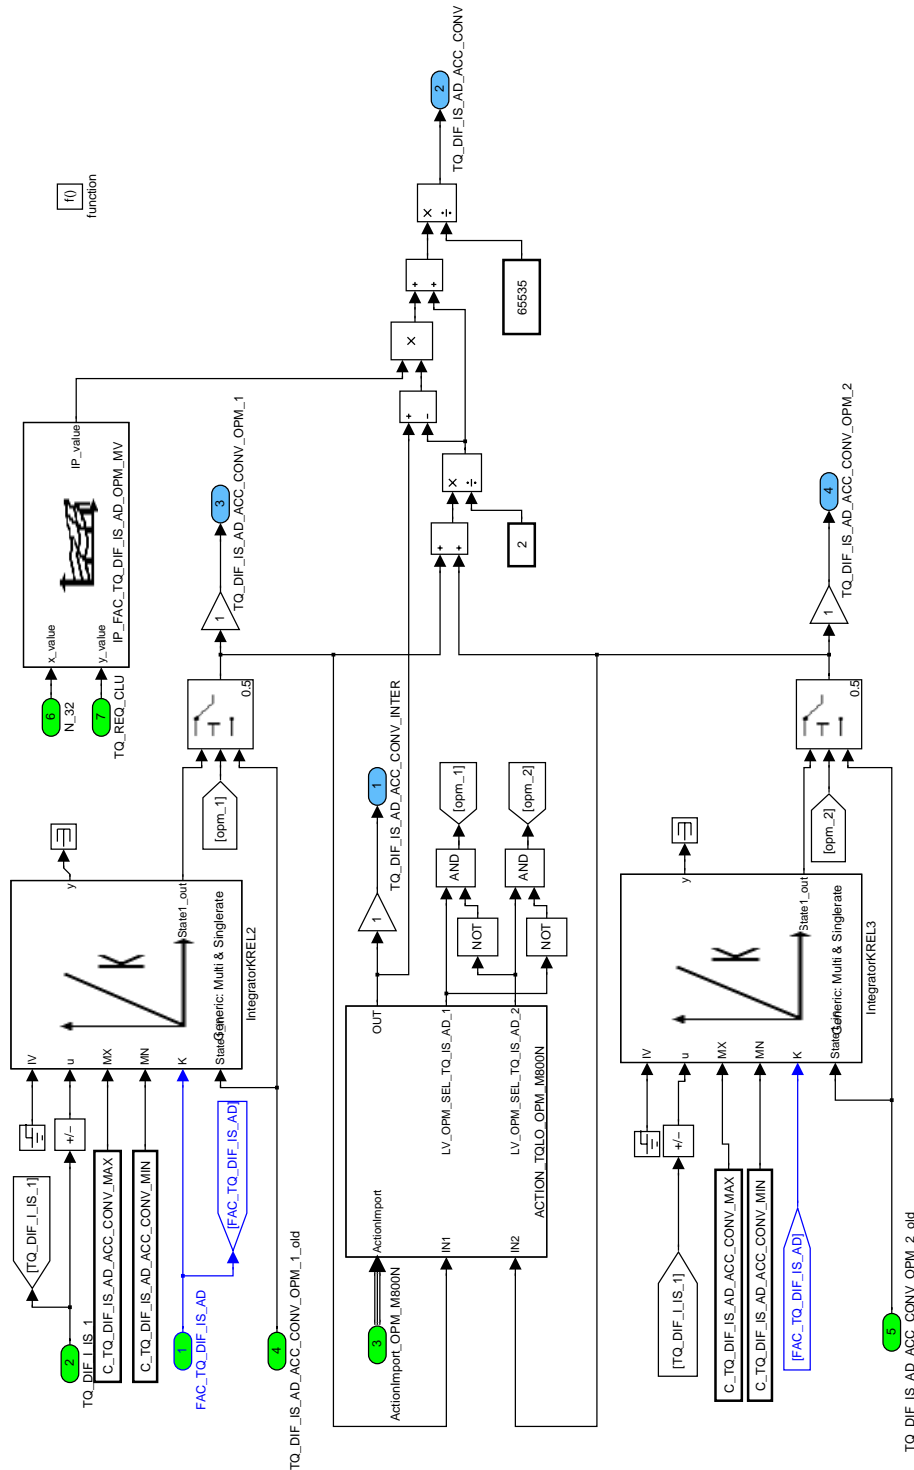 f()
function
6
N_32
7
TQ_REQ_CLU
x_value
y_value
IP_value
IP_FAC_TQ_DIF_IS_AD_OPM_MV
2
TQ_DIF_I_IS_1
[TQ_DIF_I_IS_1]
+/−
C_TQ_DIF_IS_AD_ACC_CONV_MAX
C_TQ_DIF_IS_AD_ACC_CONV_MIN
1
FAC_TQ_DIF_IS_AD
[FAC_TQ_DIF_IS_AD]
4
TQ_DIF_IS_AD_ACC_CONV_OPM_1_old
IV
u
MX
MN
K
K
y
State1_out
Generic: Multi & Singlerate
IntegratorKREL2
[opm_1]
0.5
1
3
TQ_DIF_IS_AD_ACC_CONV_OPM_1
3
ActionImport_OPM_M800N
ActionImport
IN1
IN2
OUT
LV_OPM_SEL_TQ_IS_AD_1
LV_OPM_SEL_TQ_IS_AD_2
ACTION_TQLO_OPM_M800N
1
1
TQ_DIF_IS_AD_ACC_CONV_INTER
NOT
NOT
AND
AND
[opm_1]
[opm_2]
+
+
2
×
÷
+
−
×
+
+
65535
×
÷
2
TQ_DIF_IS_AD_ACC_CONV
[TQ_DIF_I_IS_1]
+/−
C_TQ_DIF_IS_AD_ACC_CONV_MAX
C_TQ_DIF_IS_AD_ACC_CONV_MIN
[FAC_TQ_DIF_IS_AD]
5
TQ_DIF_IS_AD_ACC_CONV_OPM_2_old
IV
u
MX
MN
K
K
y
State1_out
Generic: Multi & Singlerate
IntegratorKREL3
[opm_2]
0.5
1
4
TQ_DIF_IS_AD_ACC_CONV_OPM_2